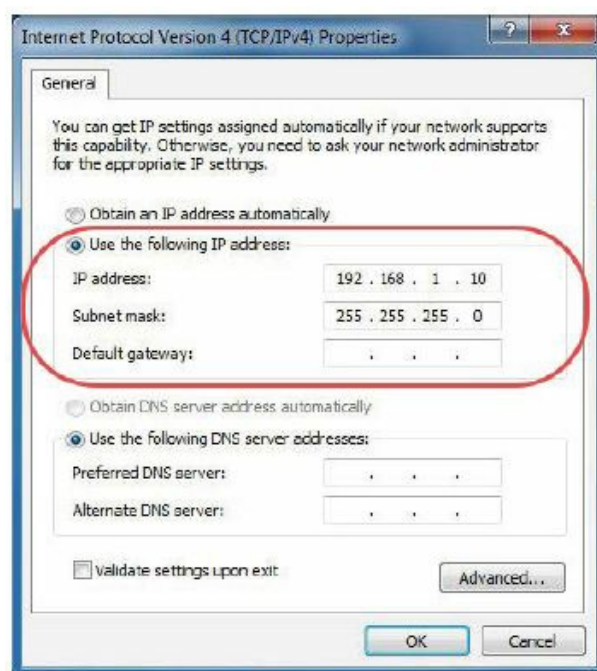 Internet Protocol Version 4 (TCP/IPv4) Properties
?
x
General
You can get IP settings assigned automatically if your network supports
this capability. Otherwise, you need to ask your network administrator
for the appropriate IP settings.
Obtain an IP address automatically
Use the following IP address:
IP address: 192 . 168 . 1 . 10
Subnet mask: 255 . 255 . 255 . 0
Default gateway: . . .
Obtain DNS server address automatically
Use the following DNS server addresses:
Preferred DNS server: . . .
Alternate DNS server: . . .
Validate settings upon exit
Advanced...
OK Cancel